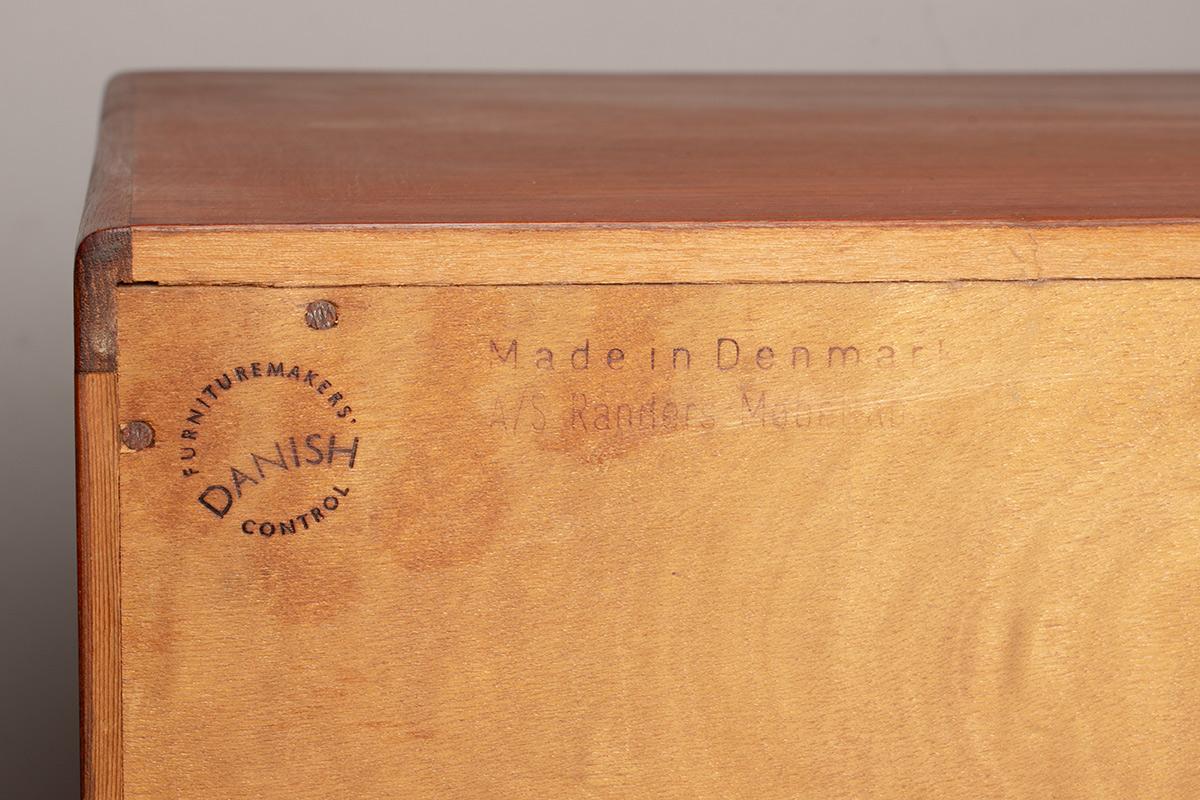 FURNITUREMAKERS'
DANISH
CONTROL
Made in Denmark
A/S Randers